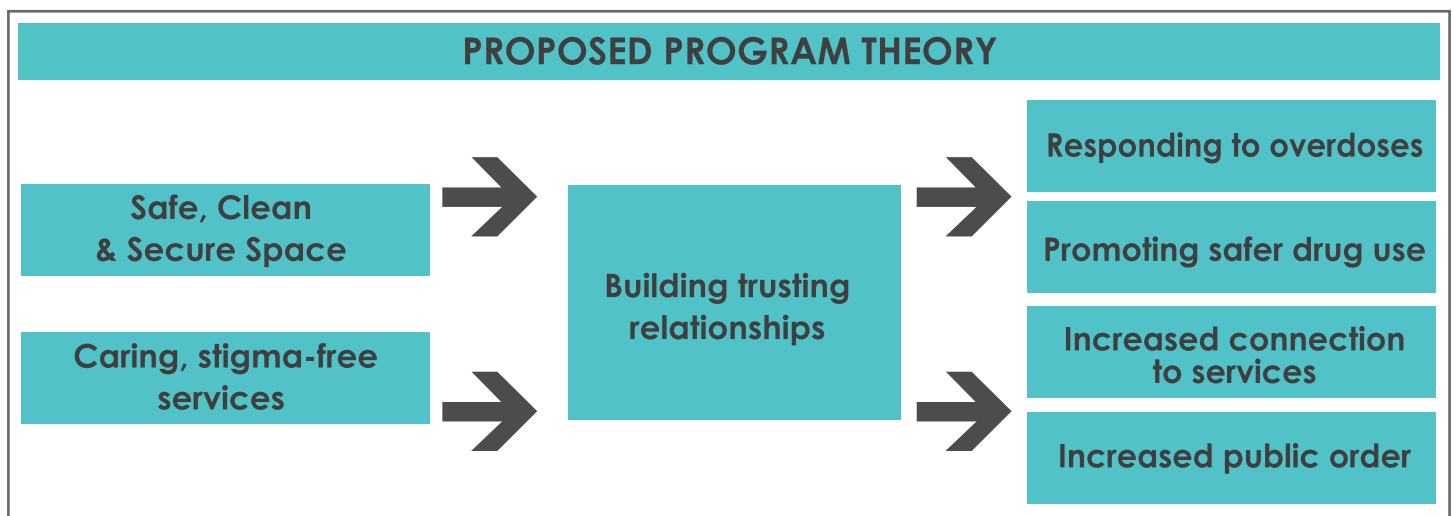 PROPOSED PROGRAM THEORY
Safe, Clean
& Secure Space
Caring, stigma-free
services
Building trusting
relationships
Responding to overdoses
Promoting safer drug use
Increased connection
to services
Increased public order